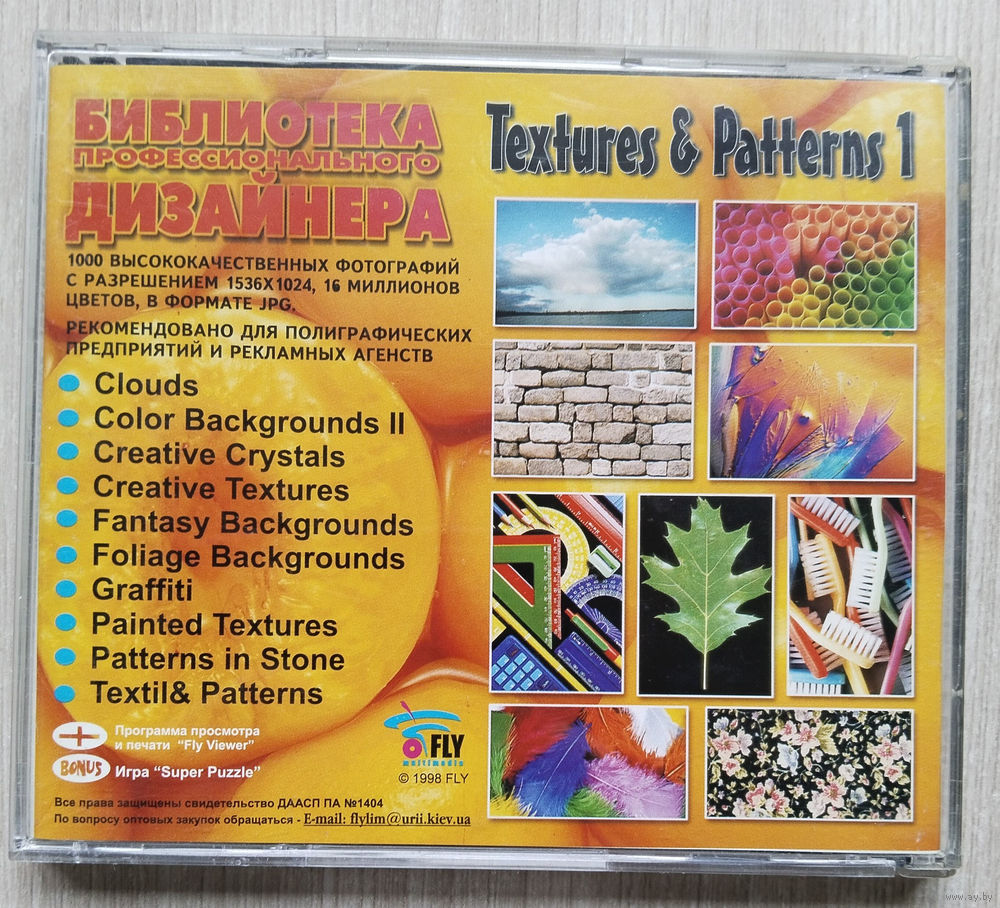 БИБЛИОТЕКА
ПРОФЕССИОНАЛЬНОГО
ДИЗАЙНЕРА
1000 ВЫСОКОКАЧЕСТВЕННЫХ ФОТОГРАФИЙ
С РАЗРЕШЕНИЕМ 1536Х1024, 16 МИЛЛИОНОВ
ЦВЕТОВ, В ФОРМАТЕ JPG.
РЕКОМЕНДОВАНО ДЛЯ ПОЛИГРАФИЧЕСКИХ
ПРЕДПРИЯТИЙ И РЕКЛАМНЫХ АГЕНСТВ
Clouds
Color Backgrounds II
Creative Crystals
Creative Textures
Fantasy Backgrounds
Foliage Backgrounds
Graffiti
Painted Textures
Patterns in Stone
Textil& Patterns
Программа просмотра
и печати “Fly Viewer”
BONUS Игра “Super Puzzle”
FLY
multimedia
© 1998 FLY
Все права защищены свидетельство ДААСП ПА №1404
По вопросу оптовых закупок обращаться - E-mail: flylim@urii.kiev.ua
Textures & Patterns 1
www.ay.by